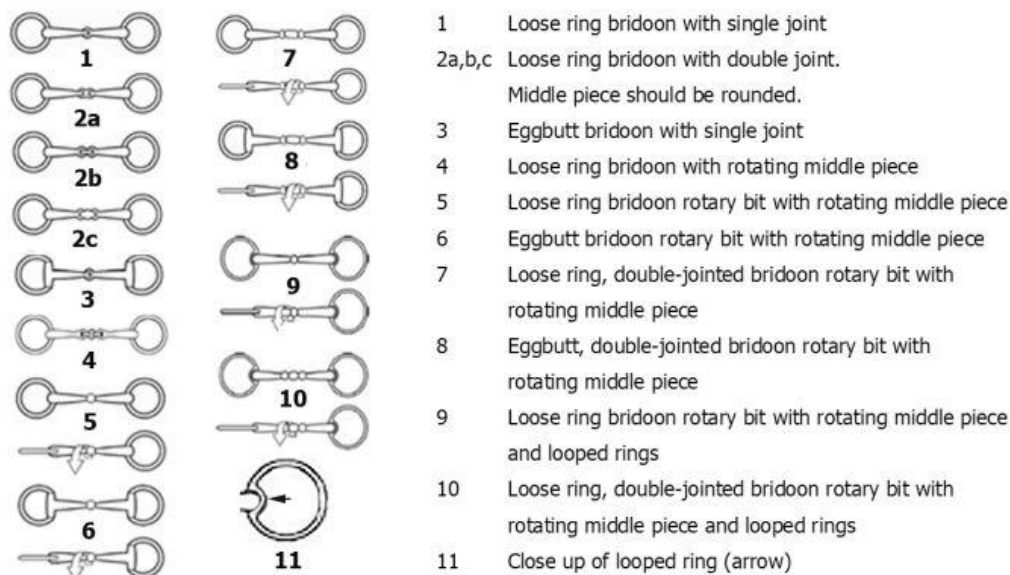 1
2a
2b
2c
3
4
5
6
7
8
9
10
11
1 Loose ring bridoon with single joint
2a,b,c Loose ring bridoon with double joint.
Middle piece should be rounded.
3 Eggbutt bridoon with single joint
4 Loose ring bridoon with rotating middle piece
5 Loose ring bridoon rotary bit with rotating middle piece
6 Eggbutt bridoon rotary bit with rotating middle piece
7 Loose ring, double-jointed bridoon rotary bit with
rotating middle piece
8 Eggbutt, double-jointed bridoon rotary bit with
rotating middle piece
9 Loose ring bridoon rotary bit with rotating middle piece
and looped rings
10 Loose ring, double-jointed bridoon rotary bit with
rotating middle piece and looped rings
11 Close up of looped ring (arrow)